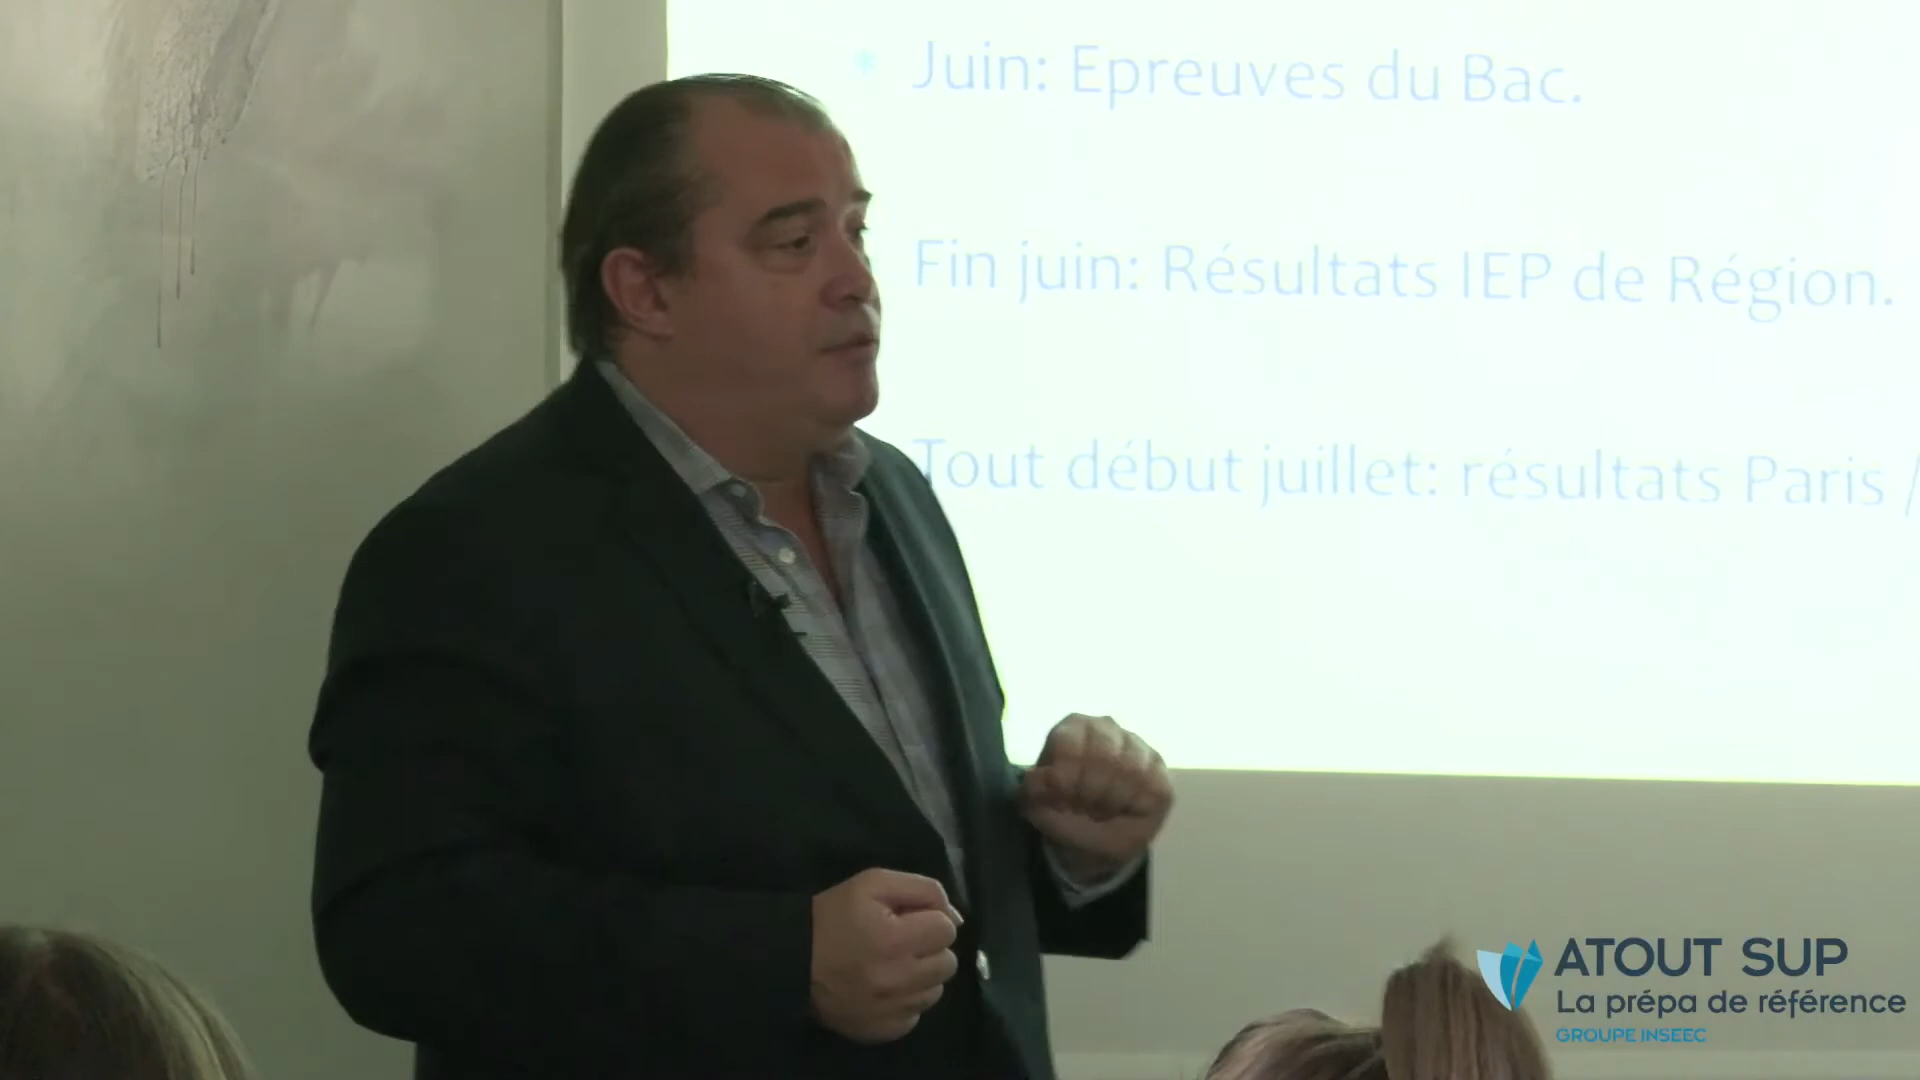 * Juin: Epreuves du Bac.
Fin juin: Résultats IEP de Région.
Tout début juillet: résultats Paris /
ATOUT SUP
La prépa de référence
GROUPE INSEEC